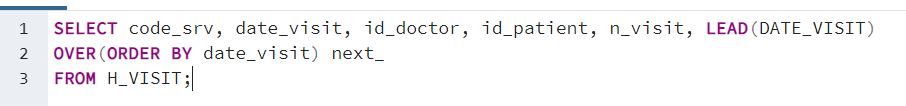 1 SELECT code_srv, date_visit, id_doctor, id_patient, n_visit, LEAD(DATE_VISIT)
2 OVER(ORDER BY date_visit) next_
3 FROM H_VISIT;